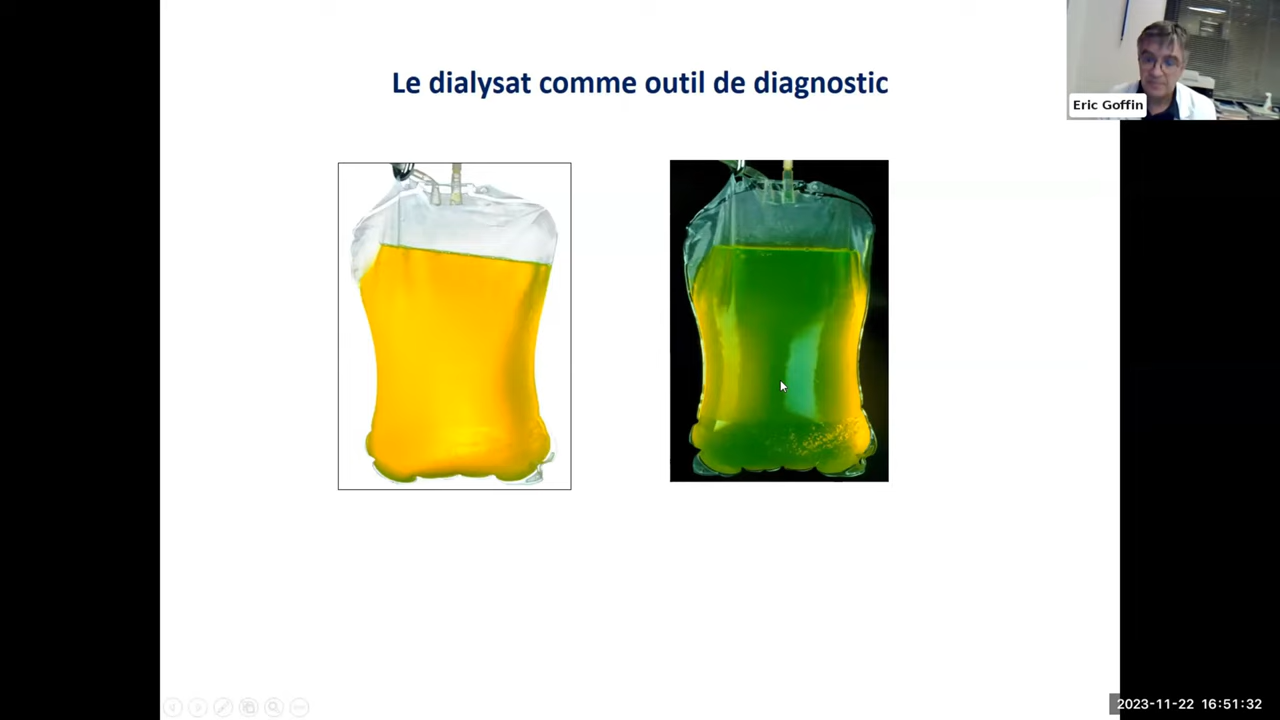 Le dialysat comme outil de diagnostic
Eric Goffin
2023-11-22 16:51:32